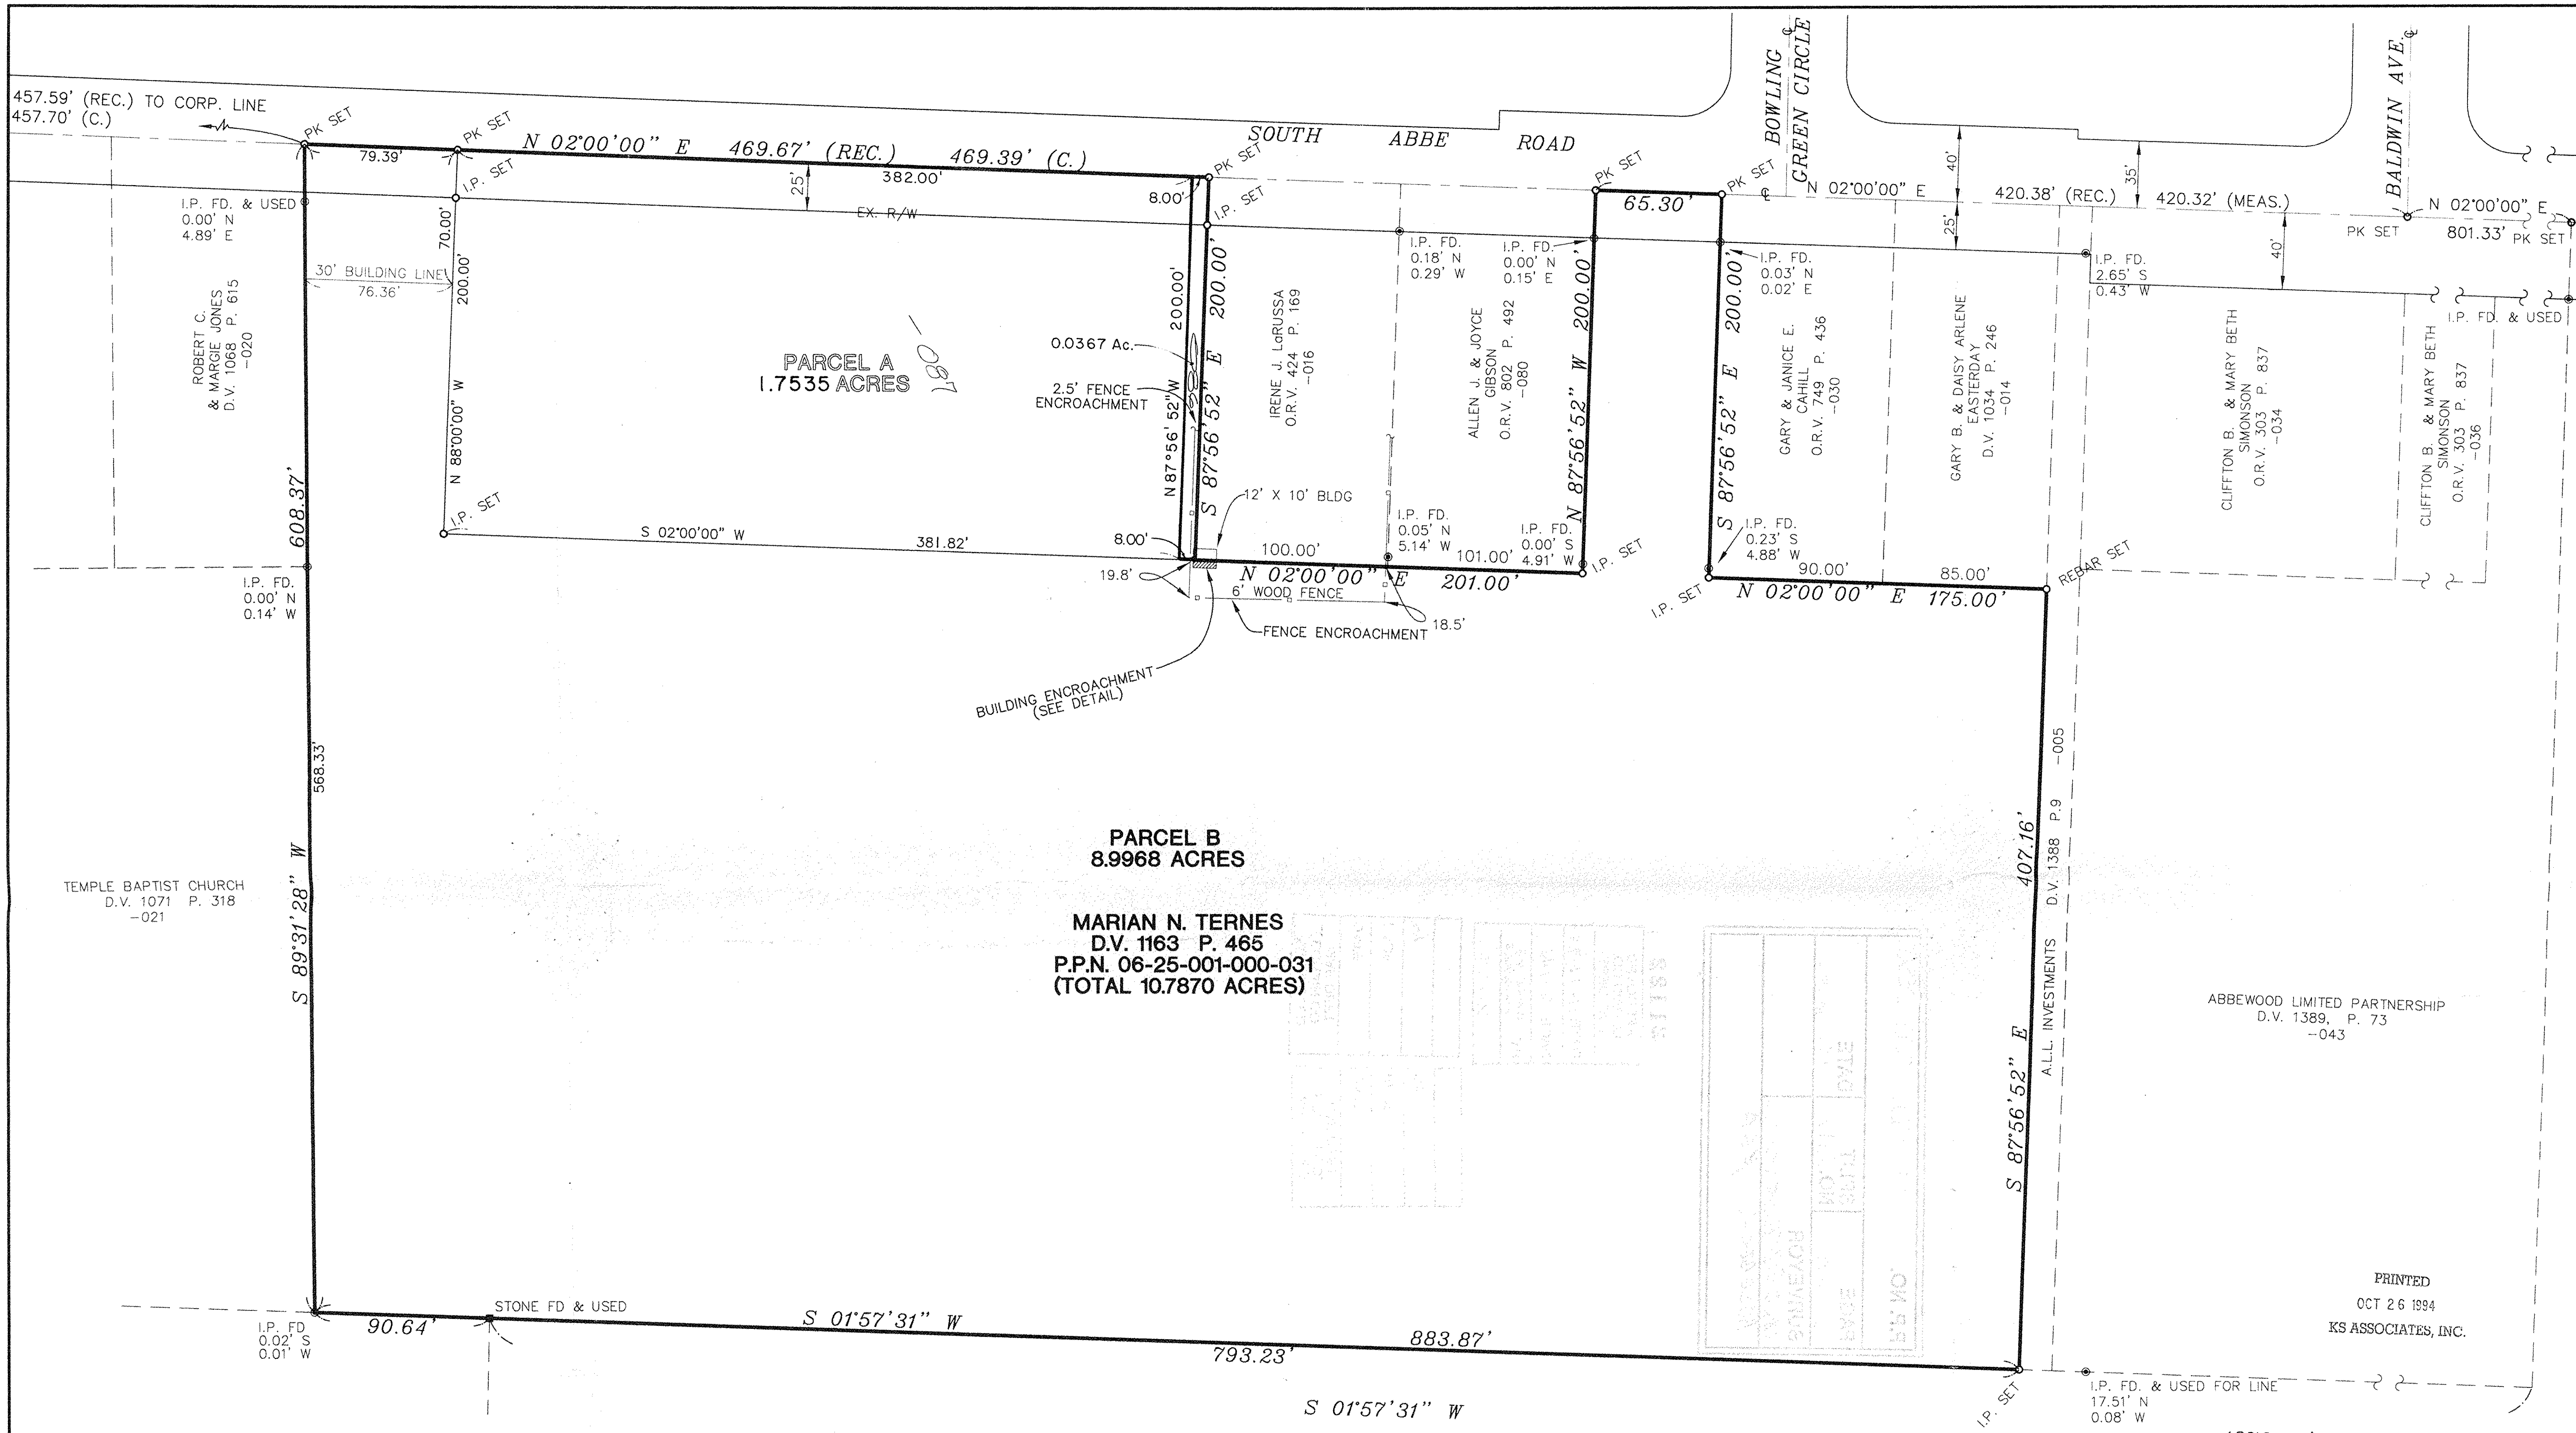 457.59' (REC.) TO CORP. LINE
457.70' (C.)
PK SET
79.39'
PK SET
I.P. SET
N 02°00'00" E 469.67' (REC.) 469.39' (C.)
382.00'
25'
EX. R/W
8.00'
PK SET
I.P. SET
SOUTH ABBE ROAD
BOWLING
GREEN CIRCLE
BALDWIN AVE.
PK SET
65.30'
PK SET
N 02°00'00" E 420.38' (REC.) 420.32' (MEAS.)
40'
35'
25'
40'
N 02°00'00" E
PK SET
801.33'
PK SET
I.P. FD. & USED
0.00' N
4.89' E
70.00'
200.00'
30' BUILDING LINE
76.36'
N 88°00'00" W
ROBERT C.
& MARGIE JONES
D.V. 1068 P. 615
-020
PARCEL A
1.7535 ACRES
-087
0.0367 Ac.
2.5' FENCE
ENCROACHMENT
200.00'
N 87°56'52" W
S 87°56'52" E 200.00'
IRENE J. LaRUSSA
O.R.V. 424 P. 169
-016
I.P. FD.
0.18' N
0.29' W
I.P. FD.
0.00' N
0.15' E
ALLEN J. & JOYCE
GIBSON
O.R.V. 802 P. 492
-080
N 87°56'52" W 200.00'
S 87°56'52" E 200.00'
I.P. FD.
0.03' N
0.02' E
GARY & JANICE E.
CAHILL
O.R.V. 749 P. 436
-030
GARY B. & DAISY ARLENE
EASTERDAY
D.V. 1034 P. 246
-014
I.P. FD.
2.65' S
0.43' W
CLIFFTON B. & MARY BETH
SIMONSON
O.R.V. 303 P. 837
-034
CLIFFTON B. & MARY BETH
SIMONSON
O.R.V. 303 P. 837
-036
I.P. FD. & USED
608.37'
I.P. SET
S 02°00'00" W
381.82'
8.00'
12' X 10' BLDG
100.00'
I.P. FD.
0.05' N
5.14' W
101.00'
I.P. FD.
0.00' S
4.91' W
I.P. SET
N 02°00'00" E 201.00'
19.8'
6' WOOD FENCE
FENCE ENCROACHMENT
18.5'
I.P. FD.
0.23' S
4.88' W
I.P. SET
90.00'
85.00'
N 02°00'00" E 175.00'
REBAR SET
I.P. FD.
0.00' N
0.14' W
BUILDING ENCROACHMENT
(SEE DETAIL)
568.33'
S 89°31'28" W
TEMPLE BAPTIST CHURCH
D.V. 1071 P. 318
-021
PARCEL B
8.9968 ACRES
MARIAN N. TERNES
D.V. 1163 P. 465
P.P.N. 06-25-001-000-031
(TOTAL 10.7870 ACRES)
S 87°56'52" E
407.16'
A.L.L. INVESTMENTS D.V. 1388 P.9 -005
ABBEWOOD LIMITED PARTNERSHIP
D.V. 1389, P. 73
-043
P.P. NO.
DATE
SURVEYOR
NO.
SPLIT
DATE
I.P. FD
0.02' S
0.01' W
90.64'
STONE FD & USED
S 01°57'31" W
793.23'
883.87'
S 01°57'31" W
I.P. SET
I.P. FD. & USED FOR LINE
17.51' N
0.08' W
PRINTED
OCT 26 1994
KS ASSOCIATES, INC.